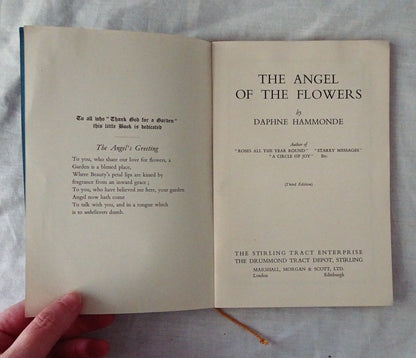 To all who "Thank God for a Garden"
this little Book is dedicated
The Angel's Greeting
To you, who share our love for flowers, a
Garden is a blessed place,
Where Beauty's petal lips are kissed by
fragrance from an inward grace;
To you, who have believed our here, your garden
Angel now hath come
To talk with you, and in a tongue which
is to unbelievers dumb.
THE ANGEL
OF THE FLOWERS
by
DAPHNE HAMMONDE
Author of
"ROSES ALL THE YEAR ROUND" "STARRY MESSAGES"
"A CIRCLE OF JOY" Etc.
(Third Edition)
THE STIRLING TRACT ENTERPRISE
THE DRUMMOND TRACT DEPOT, STIRLING
MARSHALL, MORGAN & SCOTT, LTD.
London Edinburgh